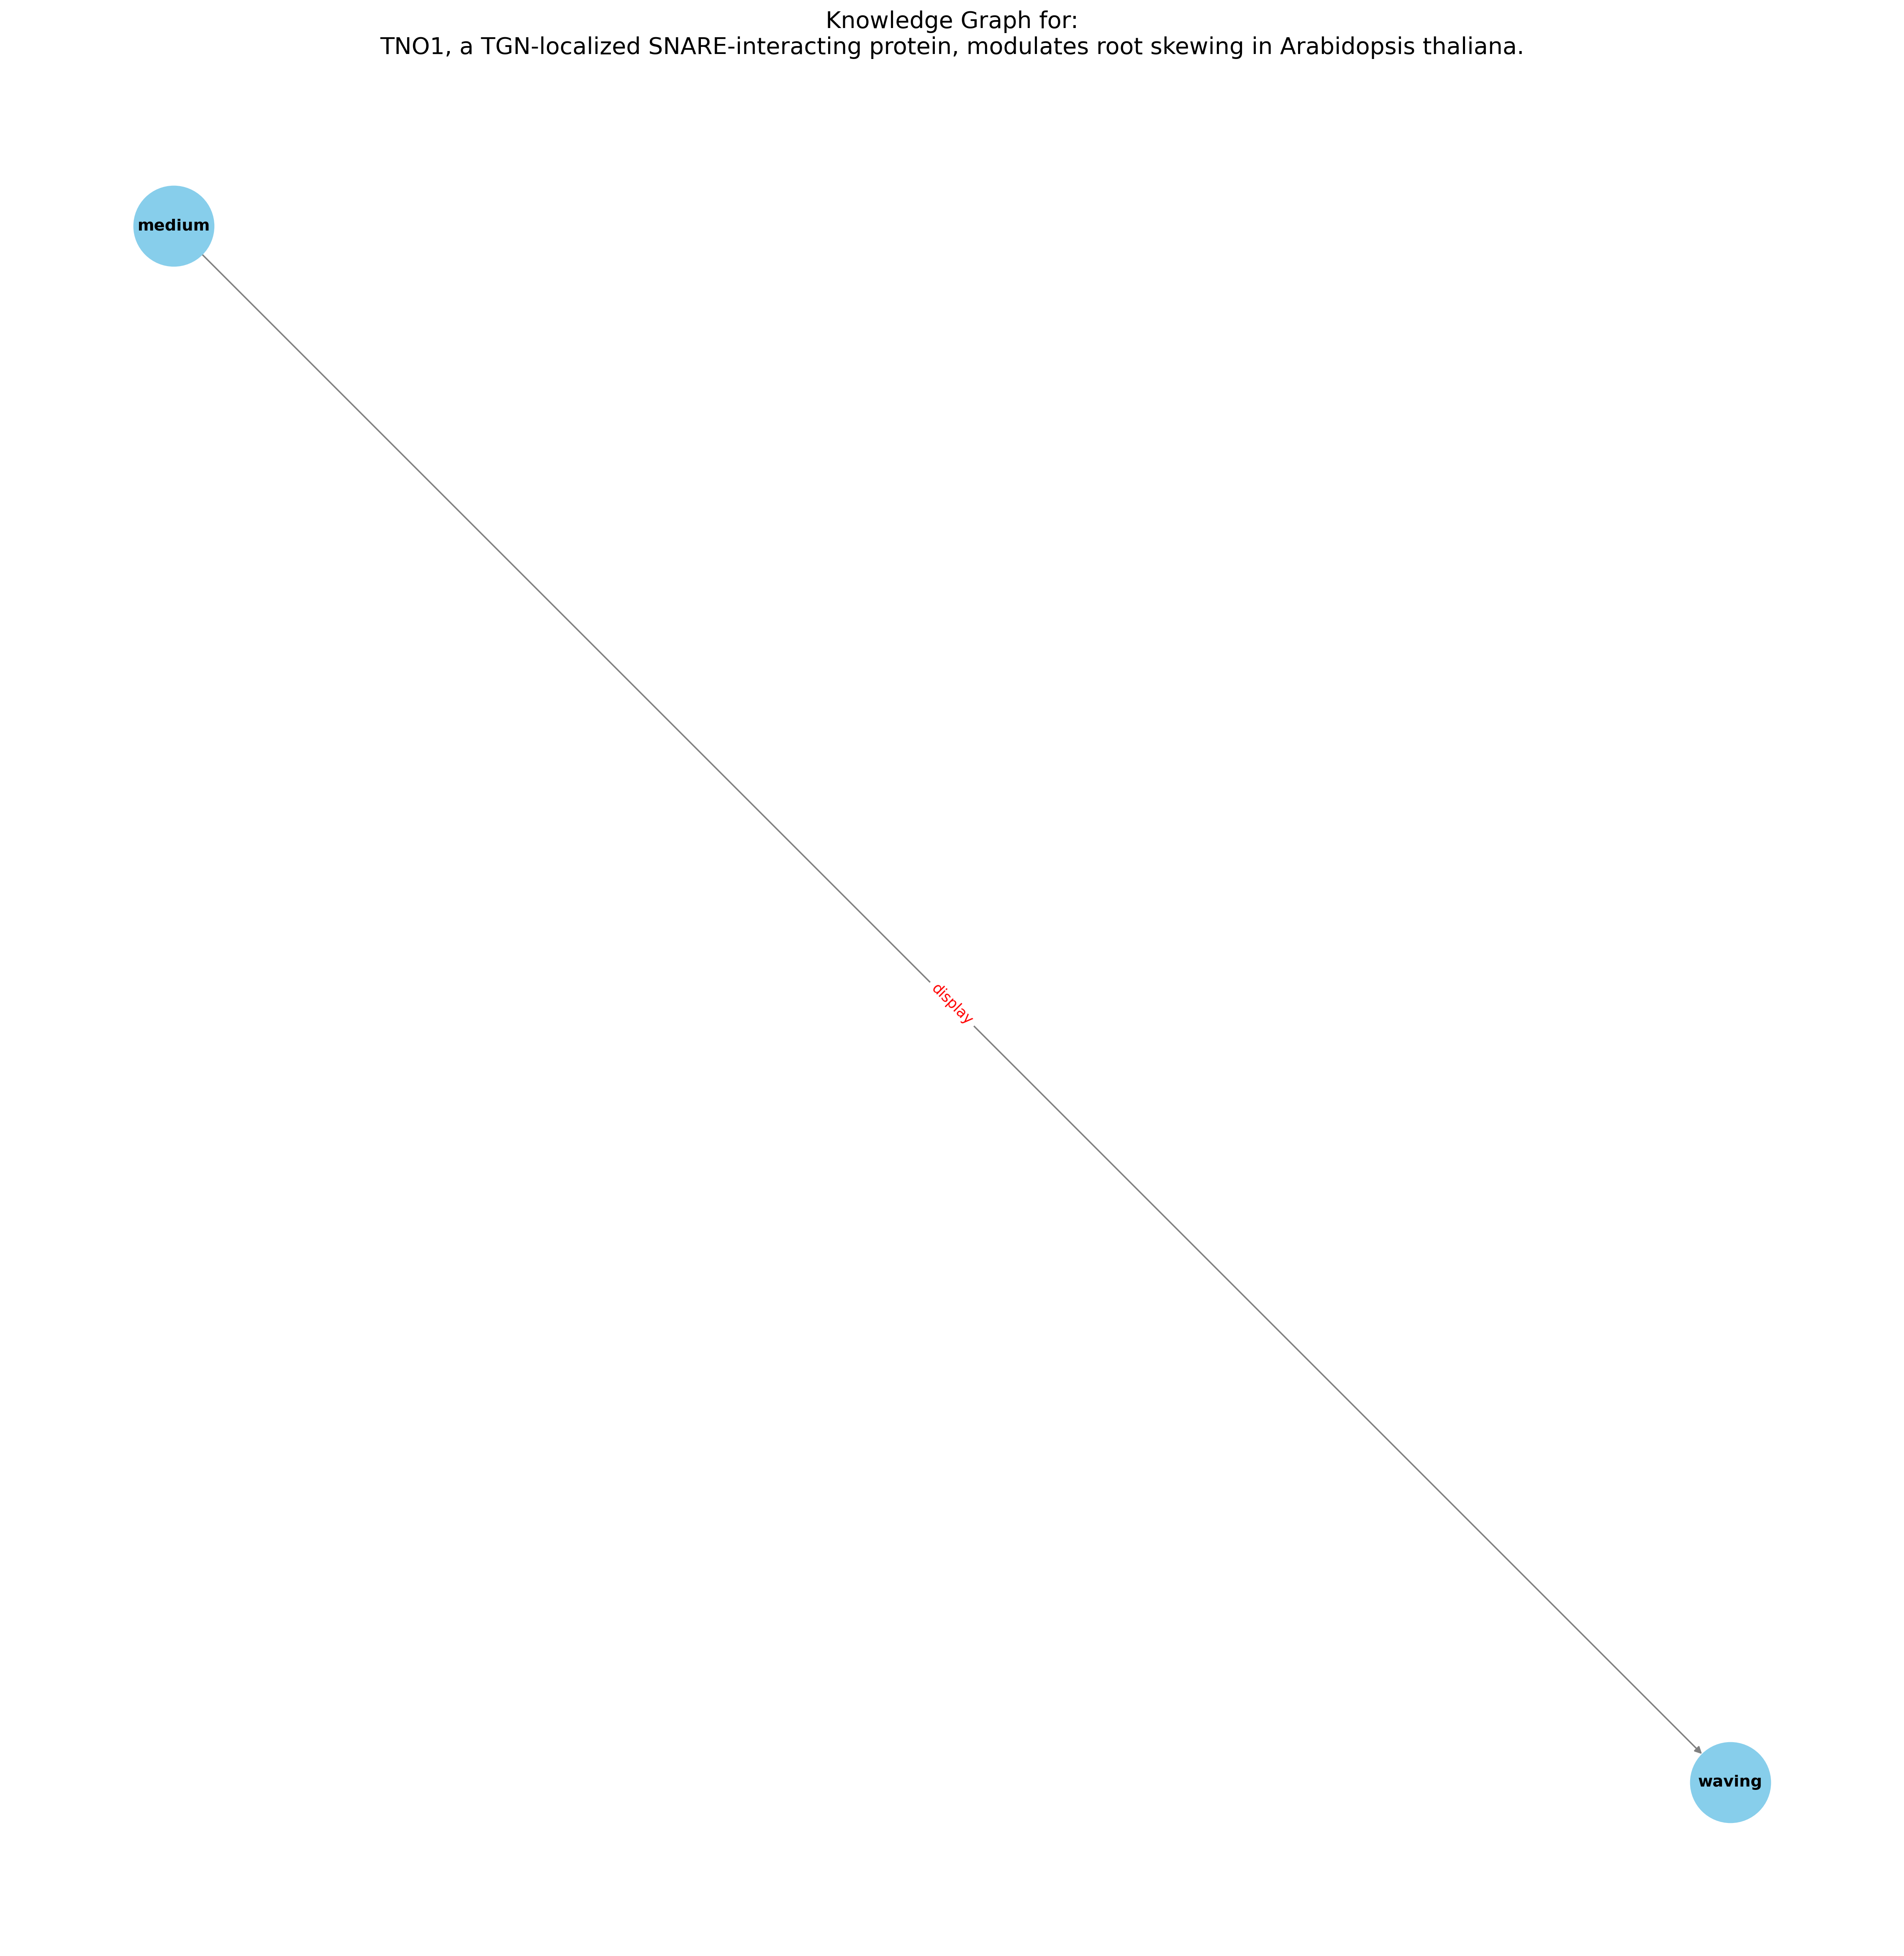 Knowledge Graph for:
TNO1, a TGN-localized SNARE-interacting protein, modulates root skewing in Arabidopsis thaliana.
medium
display
waving